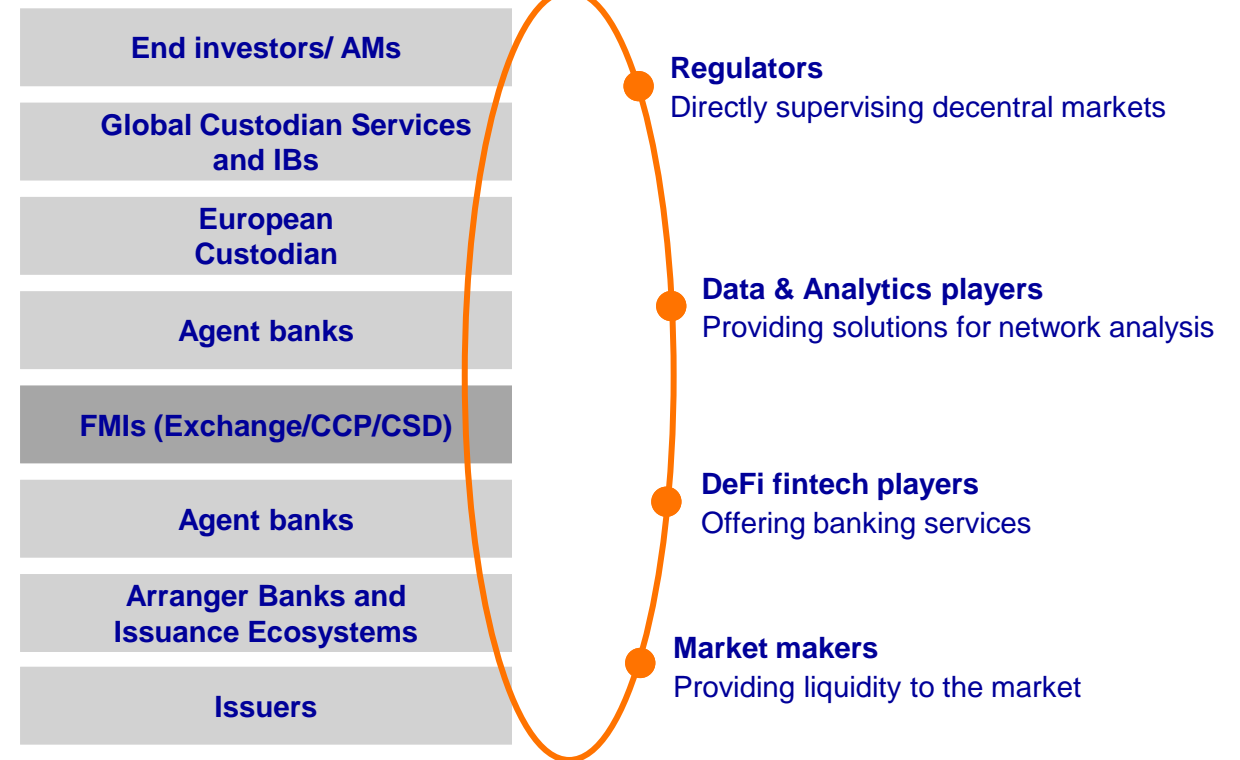 End investors/ AMs
Global Custodian Services
and IBs
European
Custodian
Agent banks
FMIs (Exchange/CCP/CSD)
Agent banks
Arranger Banks and
Issuance Ecosystems
Issuers
Regulators
Directly supervising decentral markets
Data & Analytics players
Providing solutions for network analysis
DeFi fintech players
Offering banking services
Market makers
Providing liquidity to the market